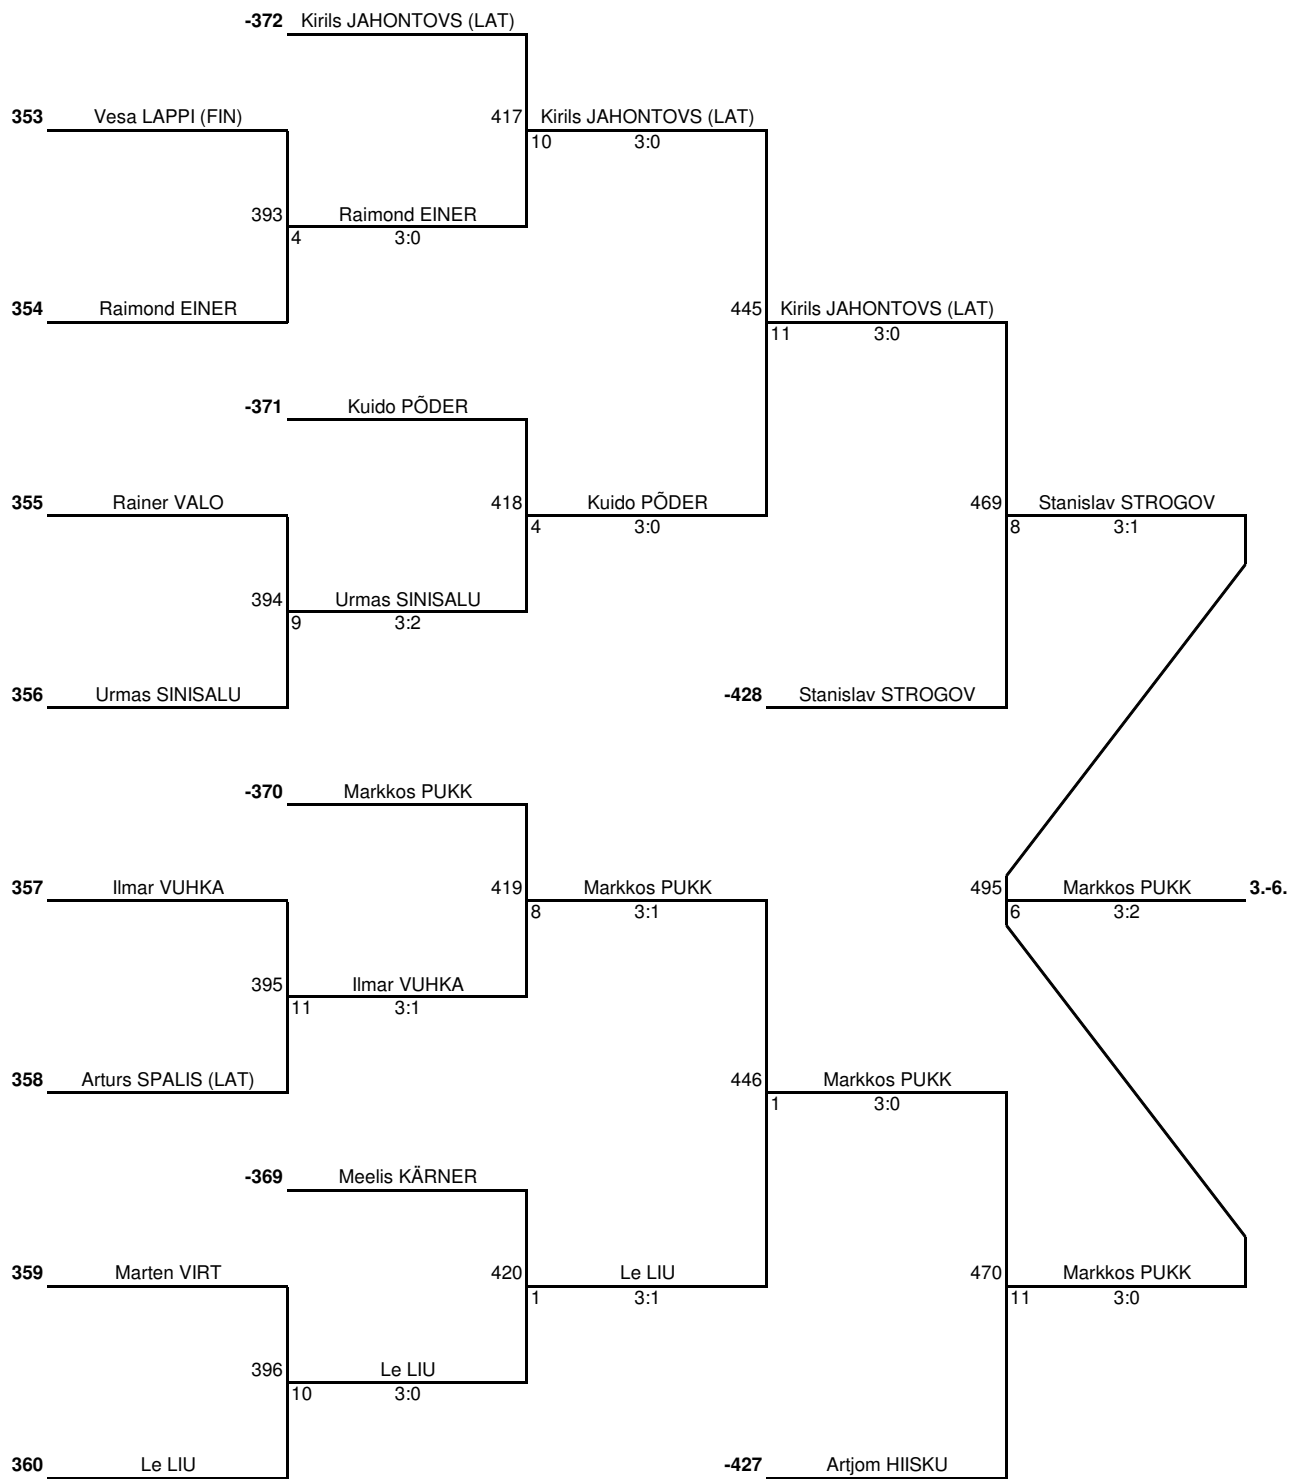 -372 Kirils JAHONTOVS (LAT)
353 Vesa LAPPI (FIN) 417 Kirils JAHONTOVS (LAT)
10 3:0
393 Raimond EINER
4 3:0
354 Raimond EINER 445 Kirils JAHONTOVS (LAT)
11 3:0
-371 Kuido PÕDER
355 Rainer VALO 418 Kuido PÕDER 469 Stanislav STROGOV
4 3:0 8 3:1
394 Urmas SINISALU
9 3:2
356 Urmas SINISALU -428 Stanislav STROGOV
-370 Markkos PUKK
357 Ilmar VUHKA 419 Markkos PUKK 495 Markkos PUKK 3.-6.
8 3:1 6 3:2
395 Ilmar VUHKA
11 3:1
358 Arturs SPALIS (LAT) 446 Markkos PUKK
1 3:0
-369 Meelis KÄRNER
359 Marten VIRT 420 Le LIU 470 Markkos PUKK
1 3:1 11 3:0
396 Le LIU
10 3:0
360 Le LIU -427 Artjom HIISKU